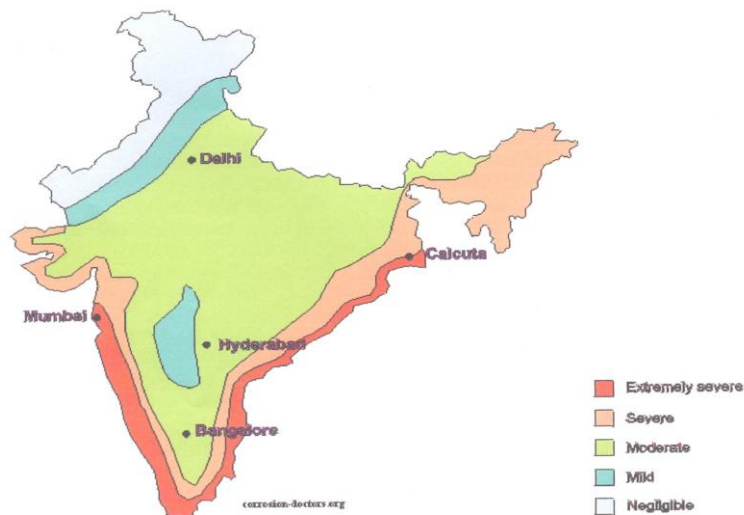 Delhi
Calcuta
Mumbai
Hyderabad
Bangalore
Extremely severe
Severe
Moderate
Mild
Negligible
corrosion-doctors.org